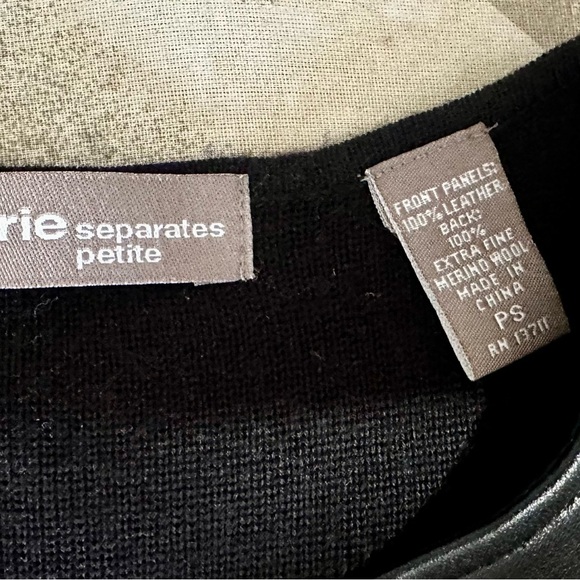 rie separates
petite
FRONT PANELS:
100% LEATHER
BACK:
100%
EXTRA FINE
MERINO WOOL
MADE IN
CHINA
PS
RN 13711